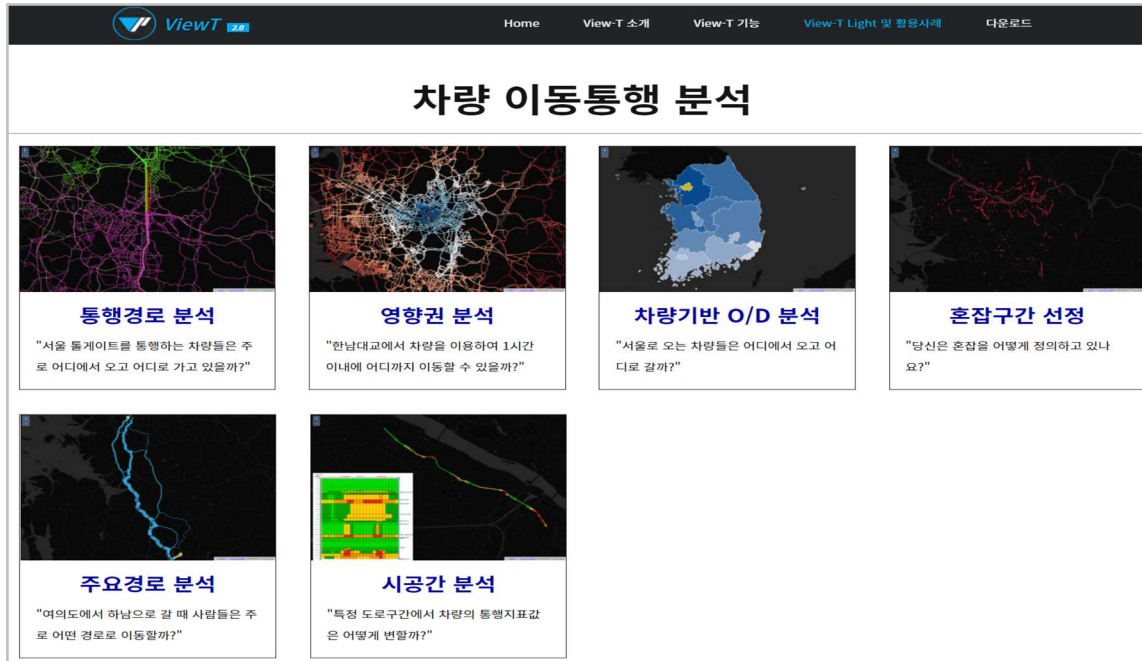 ViewT 2.0
Home
View-T 소개
View-T 기능
View-T Light 및 활용사례
다운로드
차량 이동통행 분석
통행경로 분석
"서울 톨게이트를 통행하는 차량들은 주
로 어디에서 오고 어디로 가고 있을까?"
영향권 분석
"한남대교에서 차량을 이용하여 1시간
이내에 어디까지 이동할 수 있을까?"
차량기반 O/D 분석
"서울로 오는 차량들은 어디에서 오고 어
디로 갈까?"
혼잡구간 선정
"당신은 혼잡을 어떻게 정의하고 있나
요?"
주요경로 분석
"여의도에서 하남으로 갈 때 사람들은 주
로 어떤 경로로 이동할까?"
시공간 분석
"특정 도로구간에서 차량의 통행지표값
은 어떻게 변할까?"